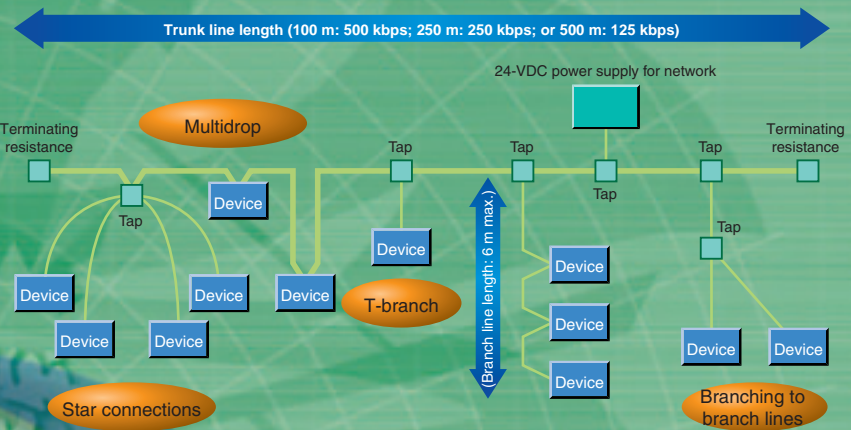 Trunk line length (100 m: 500 kbps; 250 m: 250 kbps; or 500 m: 125 kbps)
24-VDC power supply for network
Terminating
resistance
Multidrop
Tap
Tap
Tap
Terminating
resistance
Device
Tap
Tap
Tap
Device
Device
Device
Device
Device
Device
Device
T-branch
(Branch line length: 6 m max.)
Device
Device
Device
Device
Device
Star connections
Branching to
branch lines